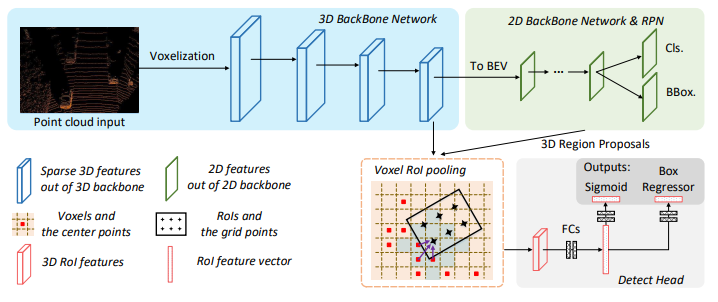 3D BackBone Network
2D BackBone Network & RPN
Voxelization
To BEV
...
Cls.
BBox.
Point cloud input
3D Region Proposals
Sparse 3D features
out of 3D backbone
2D features
out of 2D backbone
Voxels and
the center points
RoIs and
the grid points
3D RoI features
RoI feature vector
Voxel RoI pooling
Outputs:
Sigmoid
Box
Regressor
FCs
Detect Head